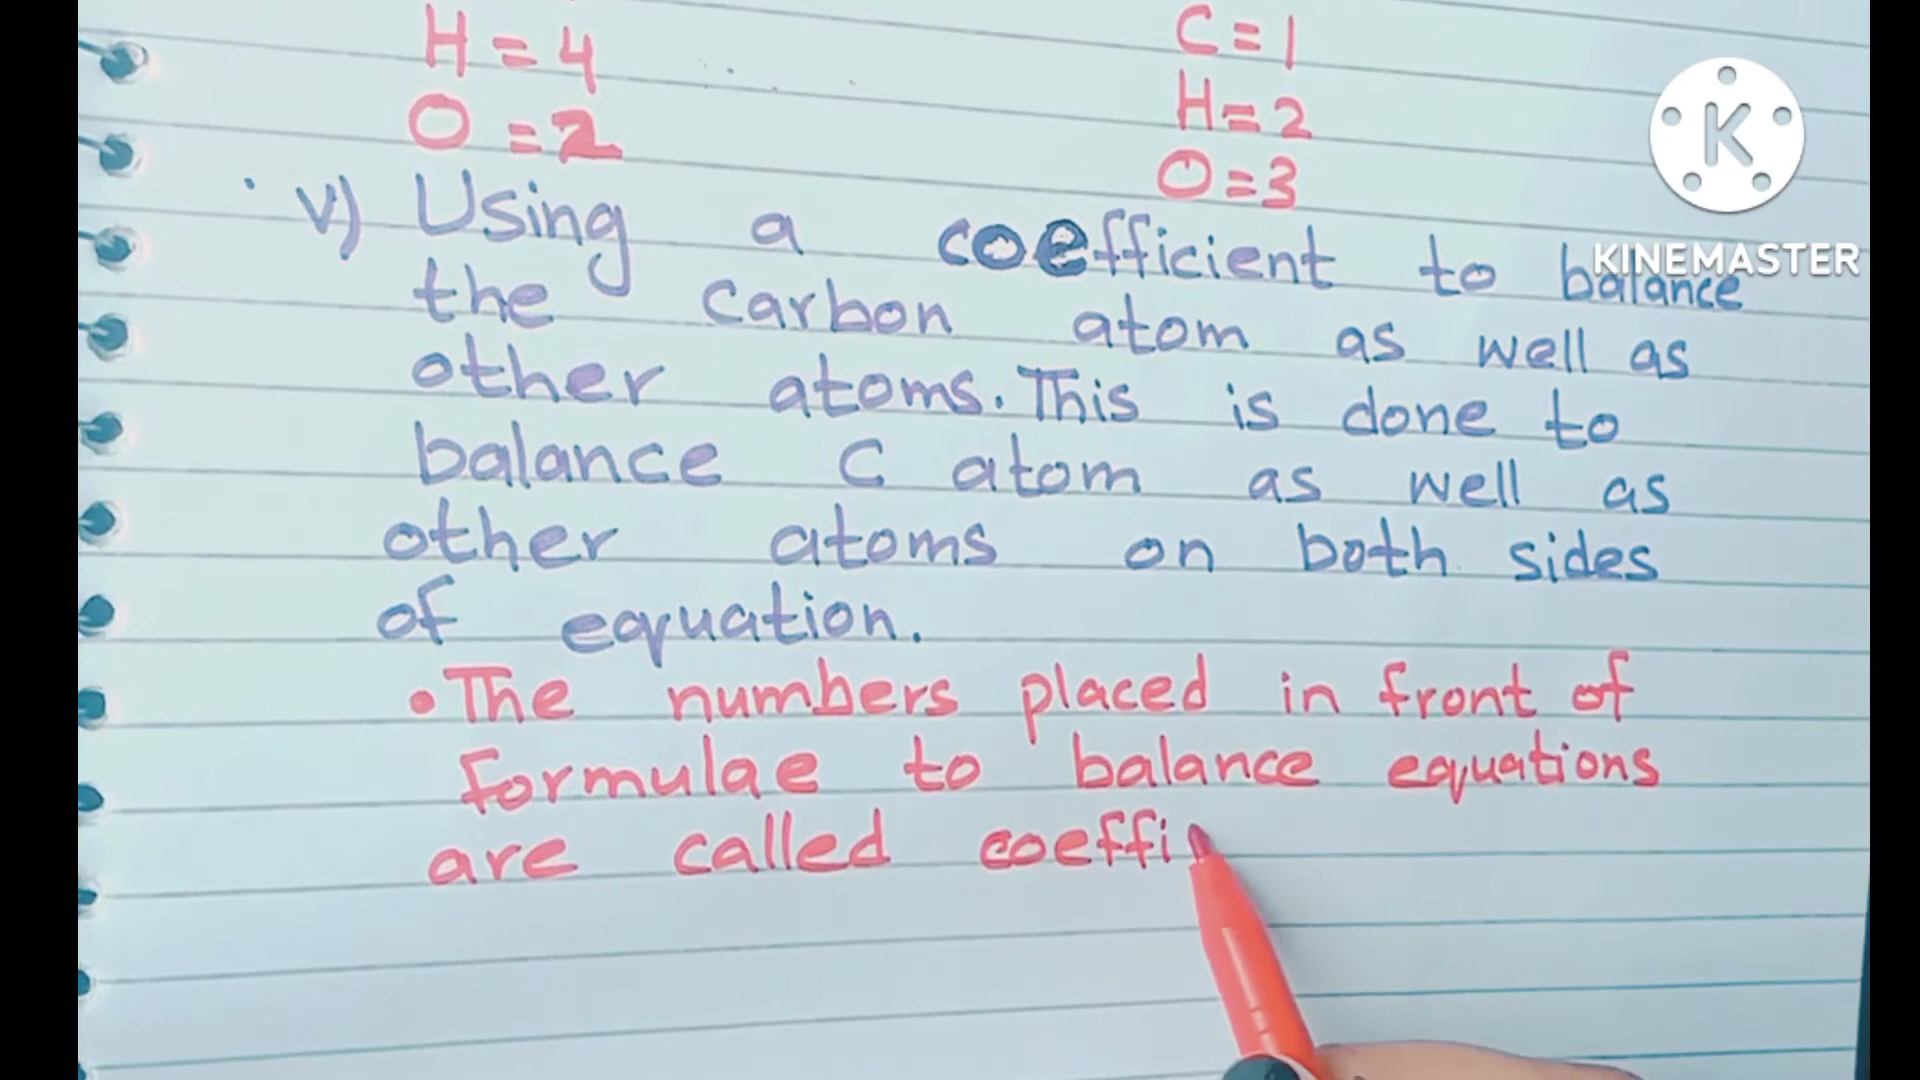 H = 4
O = 2
C = 1
H = 2
O = 3
v) Using a coefficient to balance
the carbon atom as well as
other atoms. This is done to
balance C atom as well as
other atoms on both sides
of equation.
• The numbers placed in front of
formulae to balance equations
are called coeffi
K
KINEMASTER